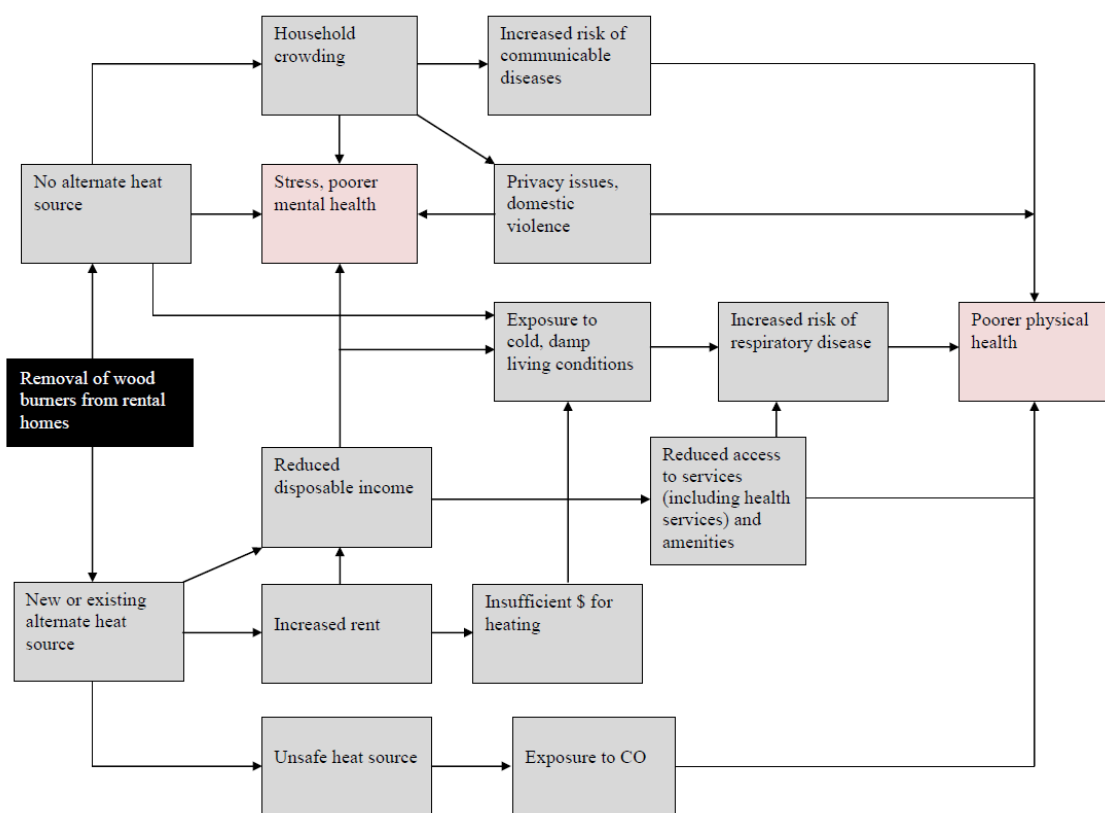 Household
crowding
Increased risk of
communicable
diseases
No alternate heat
source
Stress, poorer
mental health
Privacy issues,
domestic
violence
Exposure to
cold, damp
living conditions
Increased risk of
respiratory disease
Poorer physical
health
Removal of wood
burners from rental
homes
Reduced
disposable income
Reduced access
to services
(including health
services) and
amenities
New or existing
alternate heat
source
Increased rent
Insufficient $ for
heating
Unsafe heat source
Exposure to CO